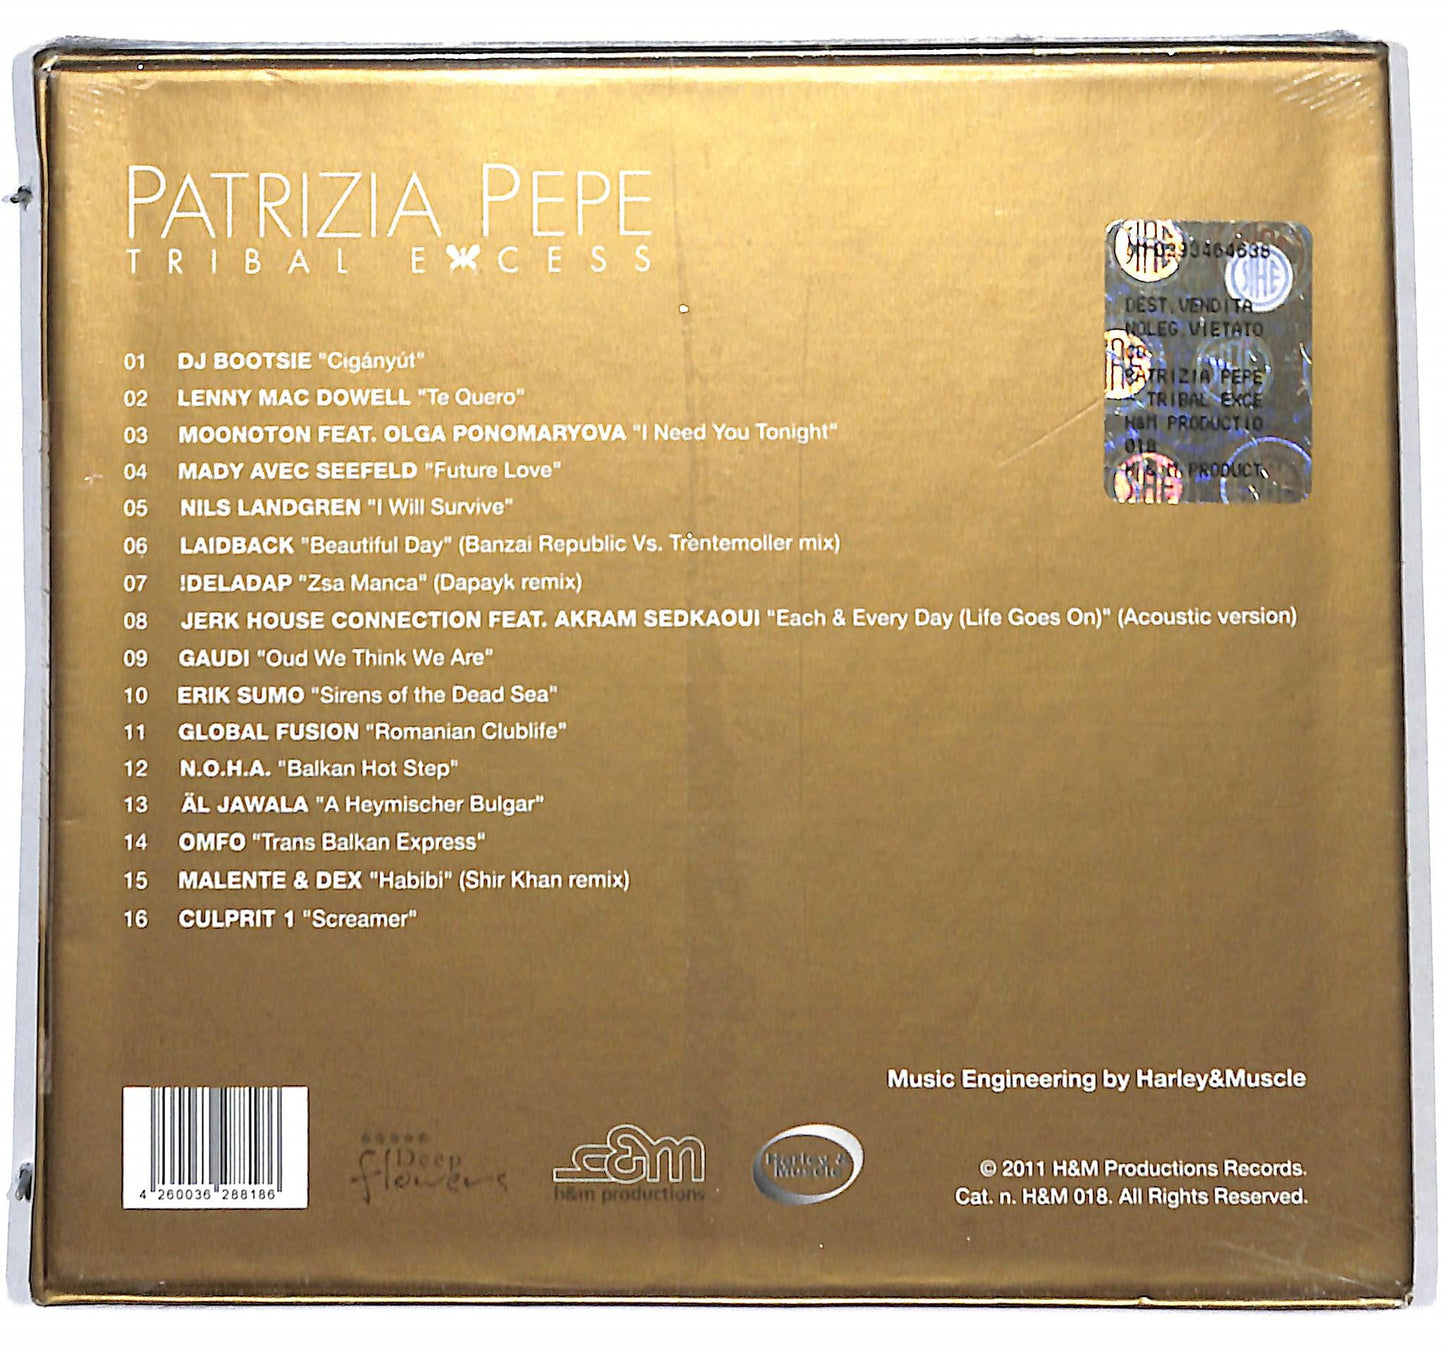 PATRIZIA PEPE
TRIBAL EXCESS
01 DJ BOOTSIE "Cigányút"
02 LENNY MAC DOWELL "Te Quero"
03 MOONOTON FEAT. OLGA PONOMARYOVA "I Need You Tonight"
04 MADY AVEC SEEFELD "Future Love"
05 NILS LANDGREN "I Will Survive"
06 LAIDBACK "Beautiful Day" (Banzai Republic Vs. Trentemoller mix)
07 !DELADAP "Zsa Manca" (Dapayk remix)
08 JERK HOUSE CONNECTION FEAT. AKRAM SEDKAOUI "Each & Every Day (Life Goes On)" (Acoustic version)
09 GAUDI "Oud We Think We Are"
10 ERIK SUMO "Sirens of the Dead Sea"
11 GLOBAL FUSION "Romanian Clublife"
12 N.O.H.A. "Balkan Hot Step"
13 ÄL JAWALA "A Heymischer Bulgar"
14 OMFO "Trans Balkan Express"
15 MALENTE & DEX "Habibi" (Shir Khan remix)
16 CULPRIT 1 "Screamer"
SIAE
DEST.VENDITA
NOLEG.VIETATO
CD
PATRIZIA PEPE
- TRIBAL EXCE
H&M PRODUCTIO
018
H & M PRODUCT
Music Engineering by Harley&Muscle
4 260036 288186
Deep
flowers
h&m
h&m productions
Harley &
Muscle
© 2011 H&M Productions Records.
Cat. n. H&M 018. All Rights Reserved.